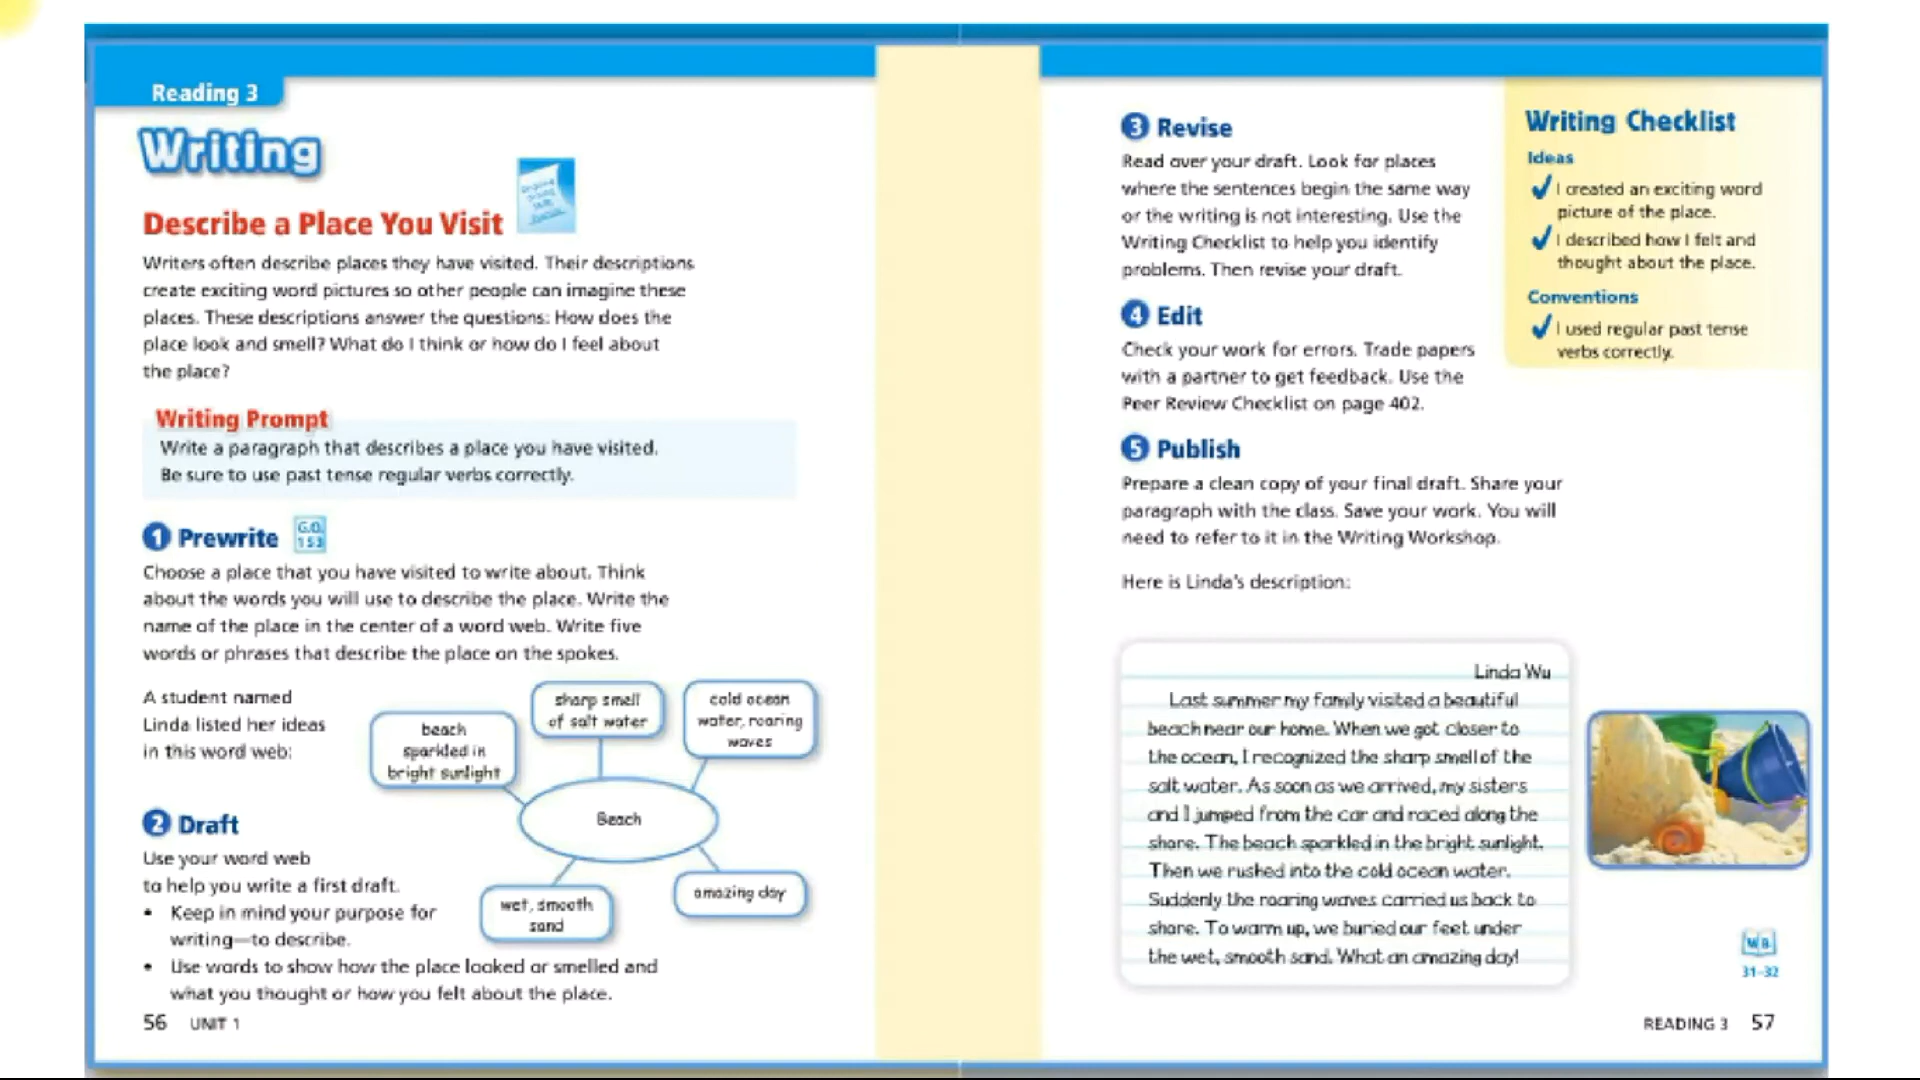 Reading 3
Writing
Describe a Place You Visit
Writers often describe places they have visited. Their descriptions
create exciting word pictures so other people can imagine these
places. These descriptions answer the questions: How does the
place look and smell? What do I think or how do I feel about
the place?
Writing Prompt
Write a paragraph that describes a place you have visited.
Be sure to use past tense regular verbs correctly.
1 Prewrite
G.O.
153
Choose a place that you have visited to write about. Think
about the words you will use to describe the place. Write the
name of the place in the center of a word web. Write five
words or phrases that describe the place on the spokes.
A student named
Linda listed her ideas
in this word web:
beach
sparkled in
bright sunlight
sharp smell
of salt water
cold ocean
water, roaring
waves
Beach
wet, smooth
sand
amazing day
2 Draft
Use your word web
to help you write a first draft.
• Keep in mind your purpose for
writing—to describe.
• Use words to show how the place looked or smelled and
what you thought or how you felt about the place.
56 UNIT 1
3 Revise
Read over your draft. Look for places
where the sentences begin the same way
or the writing is not interesting. Use the
Writing Checklist to help you identify
problems. Then revise your draft.
4 Edit
Check your work for errors. Trade papers
with a partner to get feedback. Use the
Peer Review Checklist on page 402.
5 Publish
Prepare a clean copy of your final draft. Share your
paragraph with the class. Save your work. You will
need to refer to it in the Writing Workshop.
Here is Linda's description:
Writing Checklist
Ideas
✓ I created an exciting word
picture of the place.
✓ I described how I felt and
thought about the place.
Conventions
✓ I used regular past tense
verbs correctly.
Linda Wu
Last summer my family visited a beautiful
beach near our home. When we got closer to
the ocean, I recognized the sharp smell of the
salt water. As soon as we arrived, my sisters
and I jumped from the car and raced along the
shore. The beach sparkled in the bright sunlight.
Then we rushed into the cold ocean water.
Suddenly the roaring waves carried us back to
shore. To warm up, we buried our feet under
the wet, smooth sand. What an amazing day!
W.B.
31–32
READING 3 57